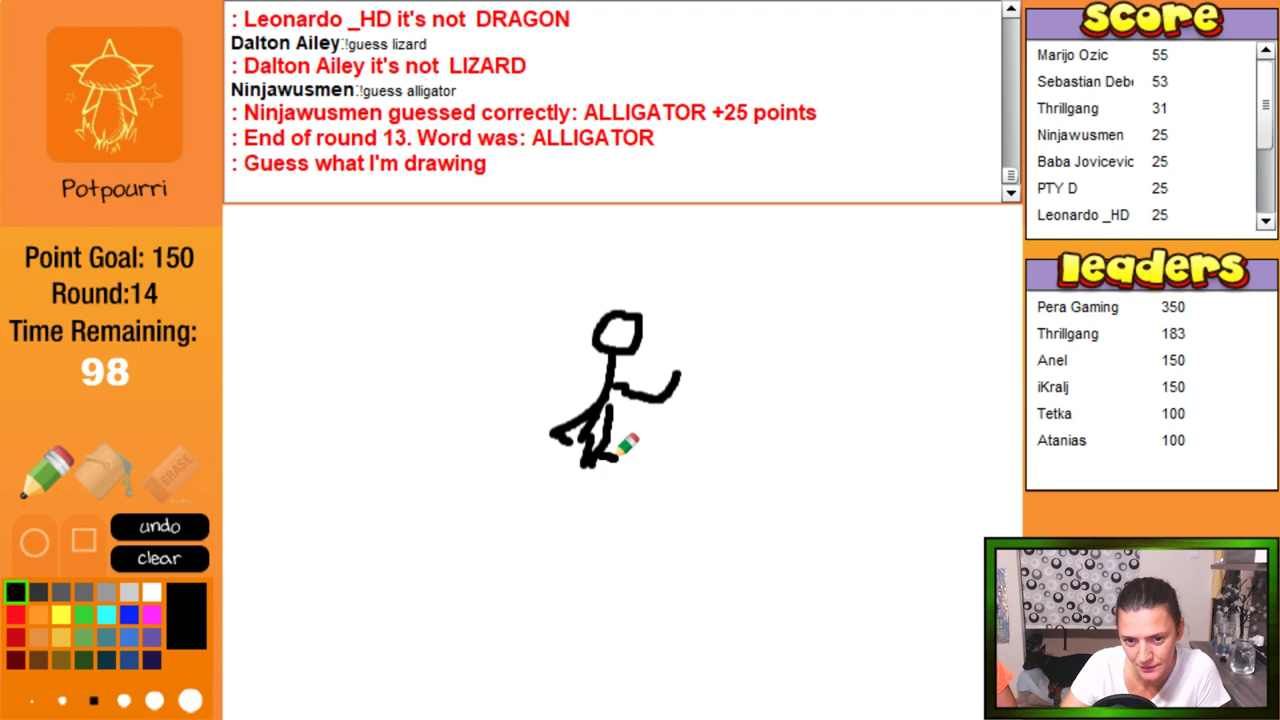 : Leonardo _HD it's not DRAGON
Dalton Ailey: !guess lizard
: Dalton Ailey it's not LIZARD
Ninjawusmen: !guess alligator
: Ninjawusmen guessed correctly: ALLIGATOR +25 points
: End of round 13. Word was: ALLIGATOR
: Guess what I'm drawing
Potpourri
Point Goal: 150
Round:14
Time Remaining:
98
ERASE
undo
clear
score
Marijo Ozic 55
Sebastian Deb 53
Thrillgang 31
Ninjawusmen 25
Baba Jovicevic 25
PTY D 25
Leonardo _HD 25
leaders
Pera Gaming 350
Thrillgang 183
Anel 150
iKralj 150
Tetka 100
Atanias 100